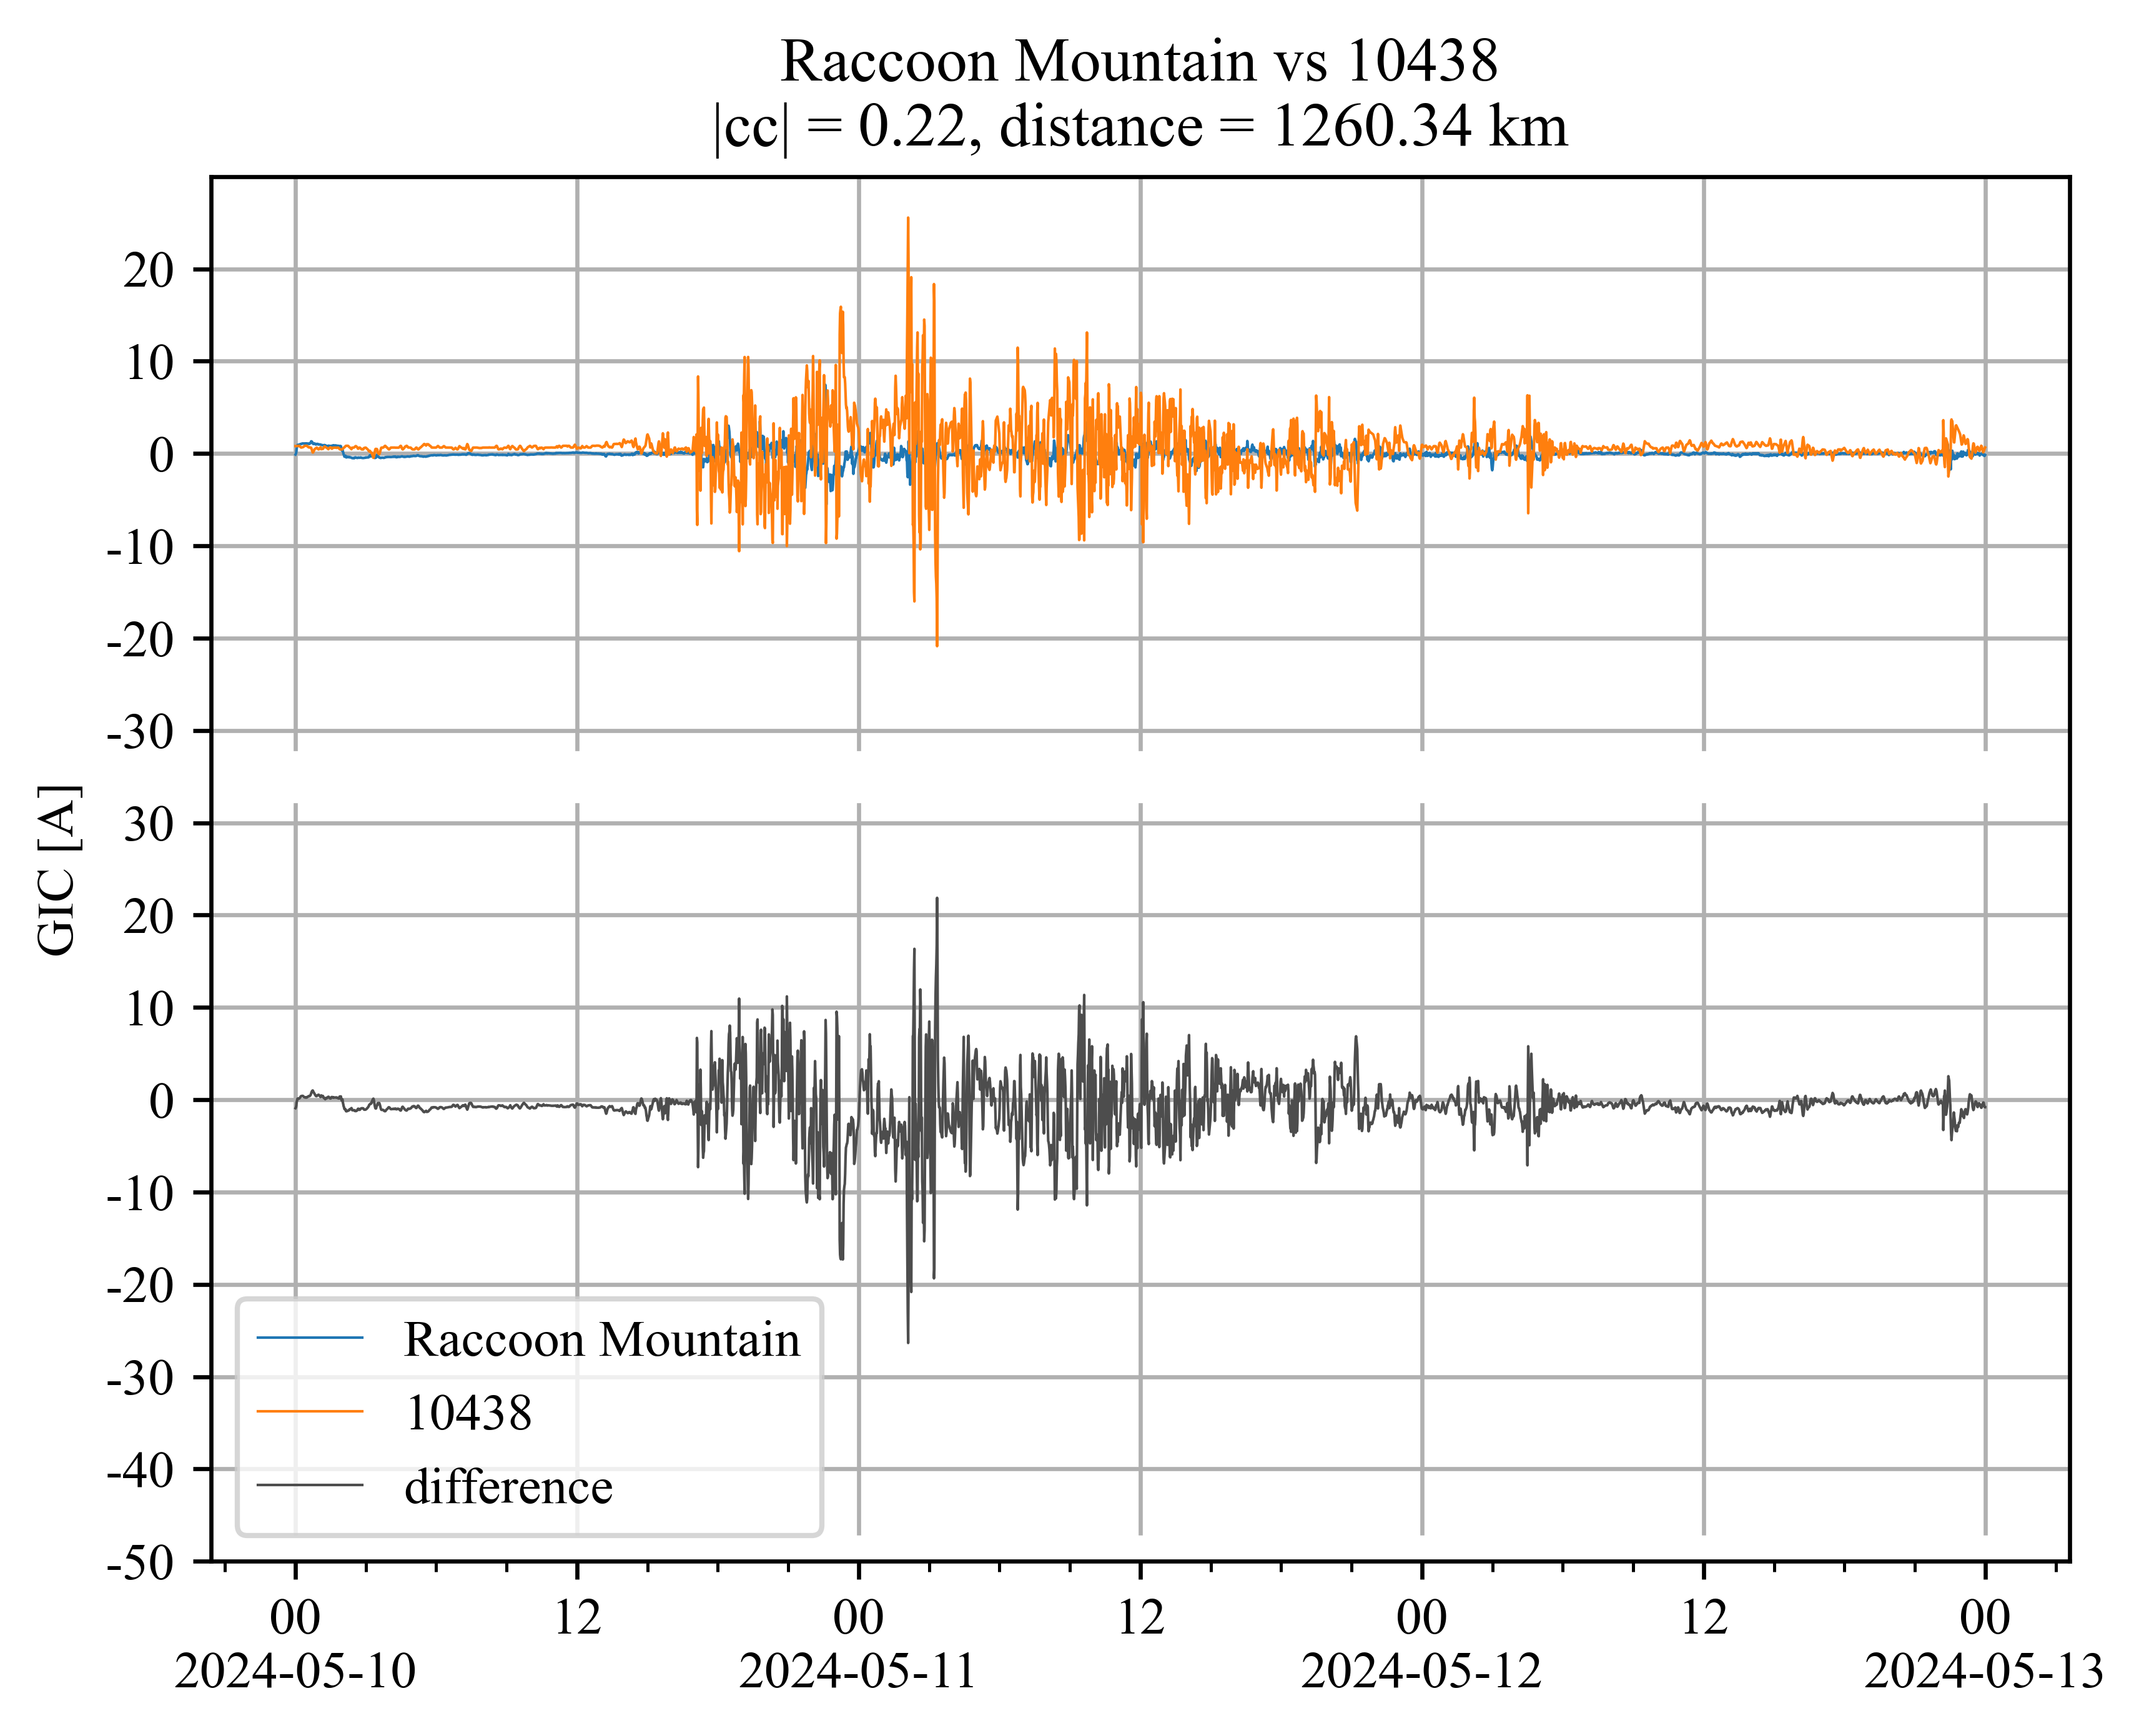 Raccoon Mountain vs 10438
|cc| = 0.22, distance = 1260.34 km
GIC [A]
20
10
0
-10
-20
-30
30
20
10
0
-10
-20
-30
-40
-50
Raccoon Mountain
10438
difference
00 12 00 12 00 12 00
2024-05-10 2024-05-11 2024-05-12 2024-05-13